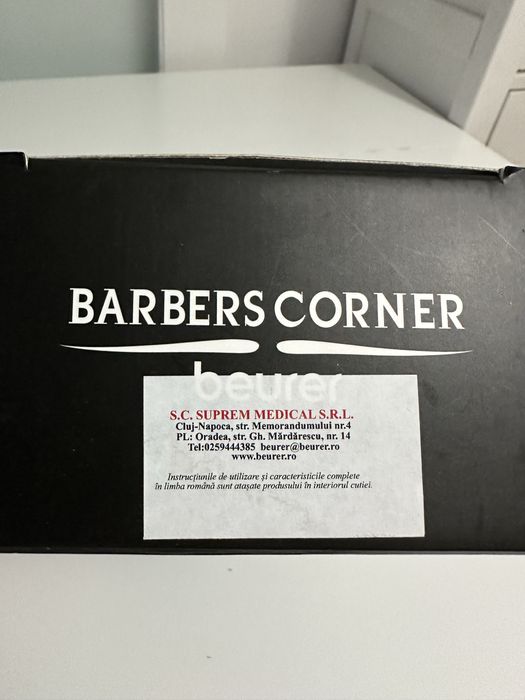 BARBERS CORNER
beurer
S.C. SUPREM MEDICAL S.R.L.
Cluj-Napoca, str. Memorandumului nr.4
PL: Oradea, str. Gh. Mărdărescu, nr. 14
Tel:0259444385 beurer@beurer.ro
www.beurer.ro
Instrucțiunile de utilizare și caracteristicile complete
în limba română sunt atașate produsului în interiorul cutiei.